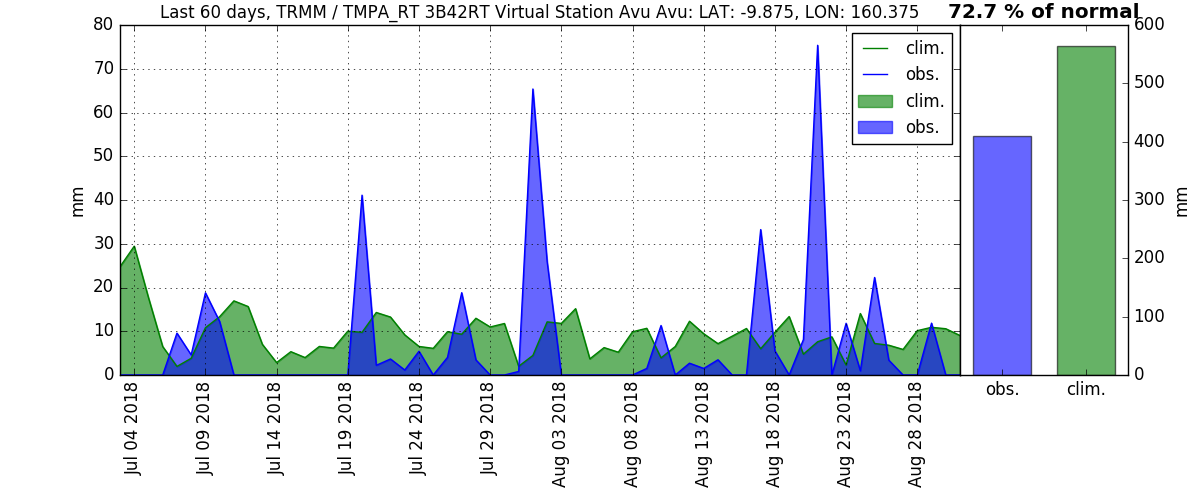 Last 60 days, TRMM / TMPA_RT 3B42RT Virtual Station Avu Avu: LAT: -9.875, LON: 160.375
72.7 % of normal
80
70
60
50
40
30
20
10
0
mm
clim.
obs.
clim.
obs.
Jul 04 2018
Jul 09 2018
Jul 14 2018
Jul 19 2018
Jul 24 2018
Jul 29 2018
Aug 03 2018
Aug 08 2018
Aug 13 2018
Aug 18 2018
Aug 23 2018
Aug 28 2018
600
500
400
300
200
100
0
mm
obs.
clim.